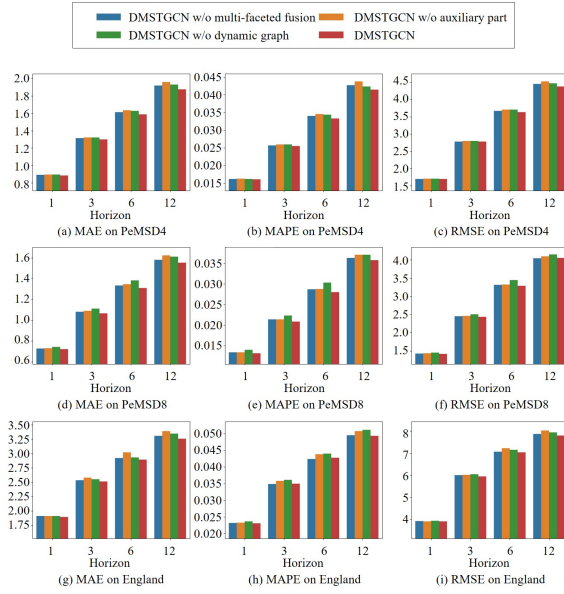 DMSTGCN w/o multi-faceted fusion DMSTGCN w/o auxiliary part
DMSTGCN w/o dynamic graph DMSTGCN
2.0
1.8
1.6
1.4
1.2
1.0
0.8
1 3 6 12
Horizon
(a) MAE on PeMSD4
0.045
0.040
0.035
0.030
0.025
0.020
0.015
1 3 6 12
Horizon
(b) MAPE on PeMSD4
4.5
4.0
3.5
3.0
2.5
2.0
1.5
1 3 6 12
Horizon
(c) RMSE on PeMSD4
1.6
1.4
1.2
1.0
0.8
0.6
1 3 6 12
Horizon
(d) MAE on PeMSD8
0.035
0.030
0.025
0.020
0.015
1 3 6 12
Horizon
(e) MAPE on PeMSD8
4.0
3.5
3.0
2.5
2.0
1.5
1 3 6 12
Horizon
(f) RMSE on PeMSD8
3.50
3.25
3.00
2.75
2.50
2.25
2.00
1.75
1 3 6 12
Horizon
(g) MAE on England
0.050
0.045
0.040
0.035
0.030
0.025
0.020
1 3 6 12
Horizon
(h) MAPE on England
8
7
6
5
4
1 3 6 12
Horizon
(i) RMSE on England